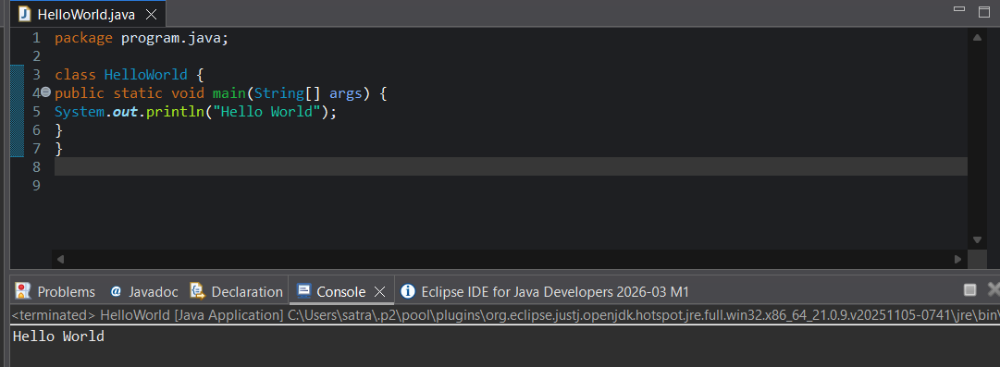 HelloWorld.java
1 package program.java;
2
3 class HelloWorld {
4 public static void main(String[] args) {
5 System.out.println("Hello World");
6 }
7 }
8
9
Problems Javadoc Declaration Console Eclipse IDE for Java Developers 2026-03 M1
<terminated> HelloWorld [Java Application] C:\Users\satra\.p2\pool\plugins\org.eclipse.justj.openjdk.hotspot.jre.full.win32.x86_64_21.0.9.v20251105-0741\jre\bin\
Hello World